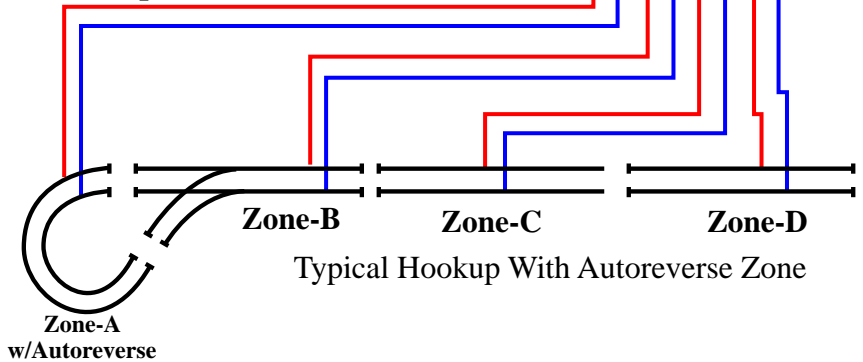 Zone-B
Zone-C
Zone-D
Typical Hookup With Autoreverse Zone
Zone-A
w/Autoreverse